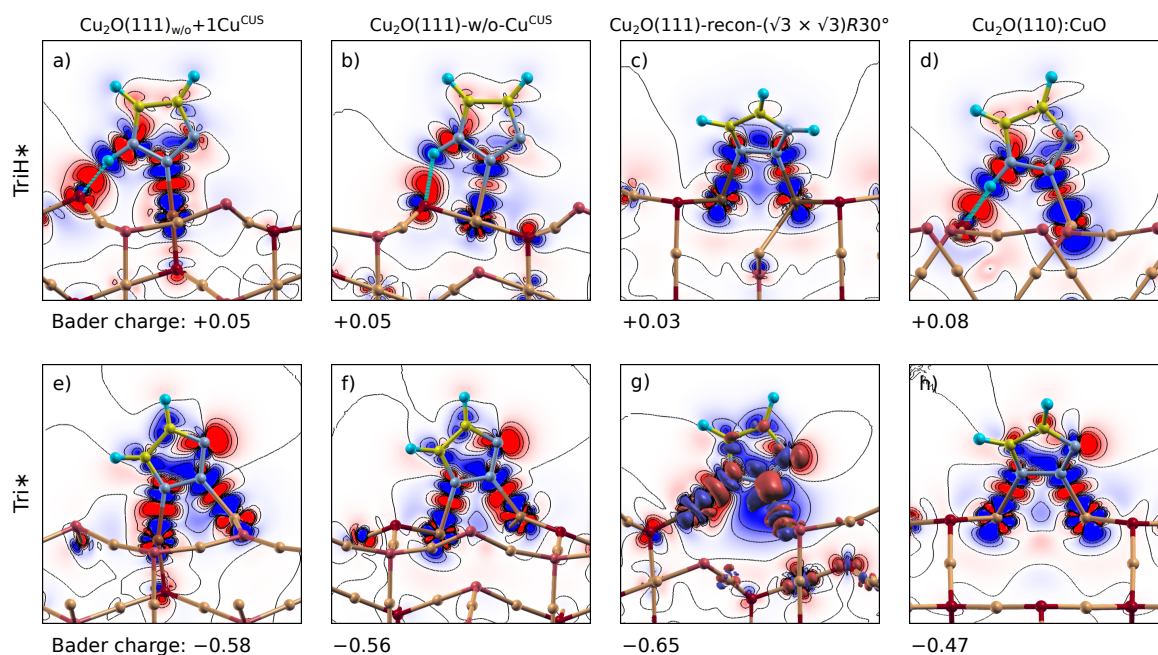 Cu₂O(111)w/o+1Cuᶜᵁˢ Cu₂O(111)-w/o-Cuᶜᵁˢ Cu₂O(111)-recon-(√3 × √3)R30° Cu₂O(110):CuO
a) b) c) d)
TriH∗
Bader charge: +0.05 +0.05 +0.03 +0.08
e) f) g) h)
Tri∗
Bader charge: −0.58 −0.56 −0.65 −0.47